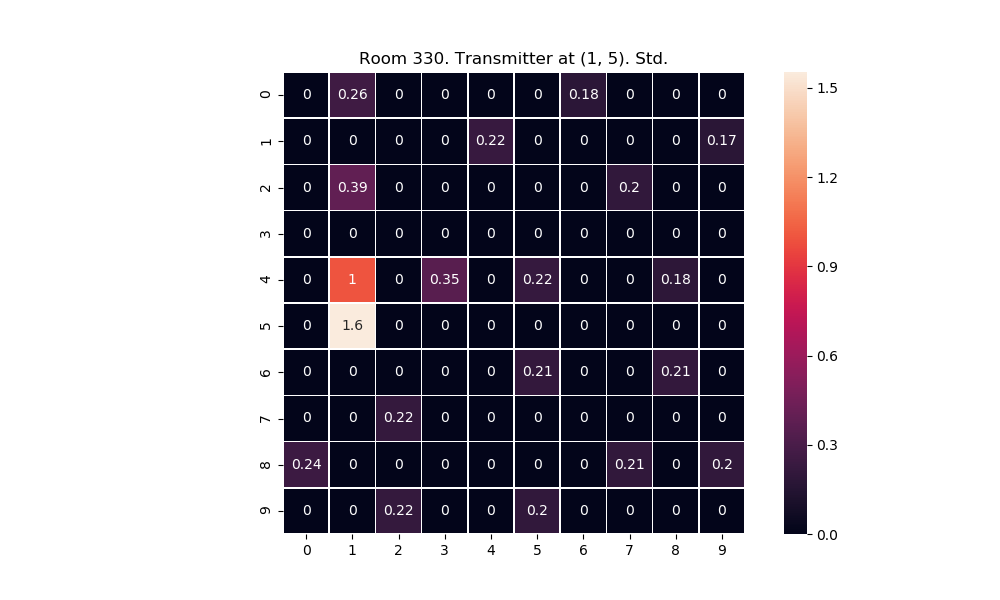 Room 330. Transmitter at (1, 5). Std.
0 0 0.26 0 0 0 0 0.18 0 0 0
1 0 0 0 0 0.22 0 0 0 0 0.17
2 0 0.39 0 0 0 0 0 0.2 0 0
3 0 0 0 0 0 0 0 0 0 0
4 0 1 0 0.35 0 0.22 0 0 0.18 0
5 0 1.6 0 0 0 0 0 0 0 0
6 0 0 0 0 0 0.21 0 0 0.21 0
7 0 0 0.22 0 0 0 0 0 0 0
8 0.24 0 0 0 0 0 0 0.21 0 0.2
9 0 0 0.22 0 0 0.2 0 0 0 0
0 1 2 3 4 5 6 7 8 9
1.5
1.2
0.9
0.6
0.3
0.0